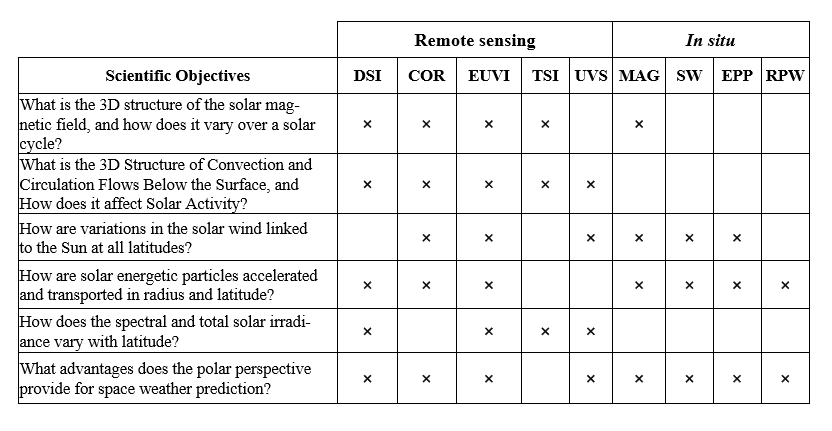 Remote sensing In situ
Scientific Objectives DSI COR EUVI TSI UVS MAG SW EPP RPW
What is the 3D structure of the solar mag-
netic field, and how does it vary over a solar
cycle?
× × × × ×
What is the 3D Structure of Convection and
Circulation Flows Below the Surface, and
How does it affect Solar Activity?
× × × × ×
How are variations in the solar wind linked
to the Sun at all latitudes?
× × × × × ×
How are solar energetic particles accelerated
and transported in radius and latitude?
× × × × × × ×
How does the spectral and total solar irradi-
ance vary with latitude?
× × × ×
What advantages does the polar perspective
provide for space weather prediction?
× × × × × × × ×